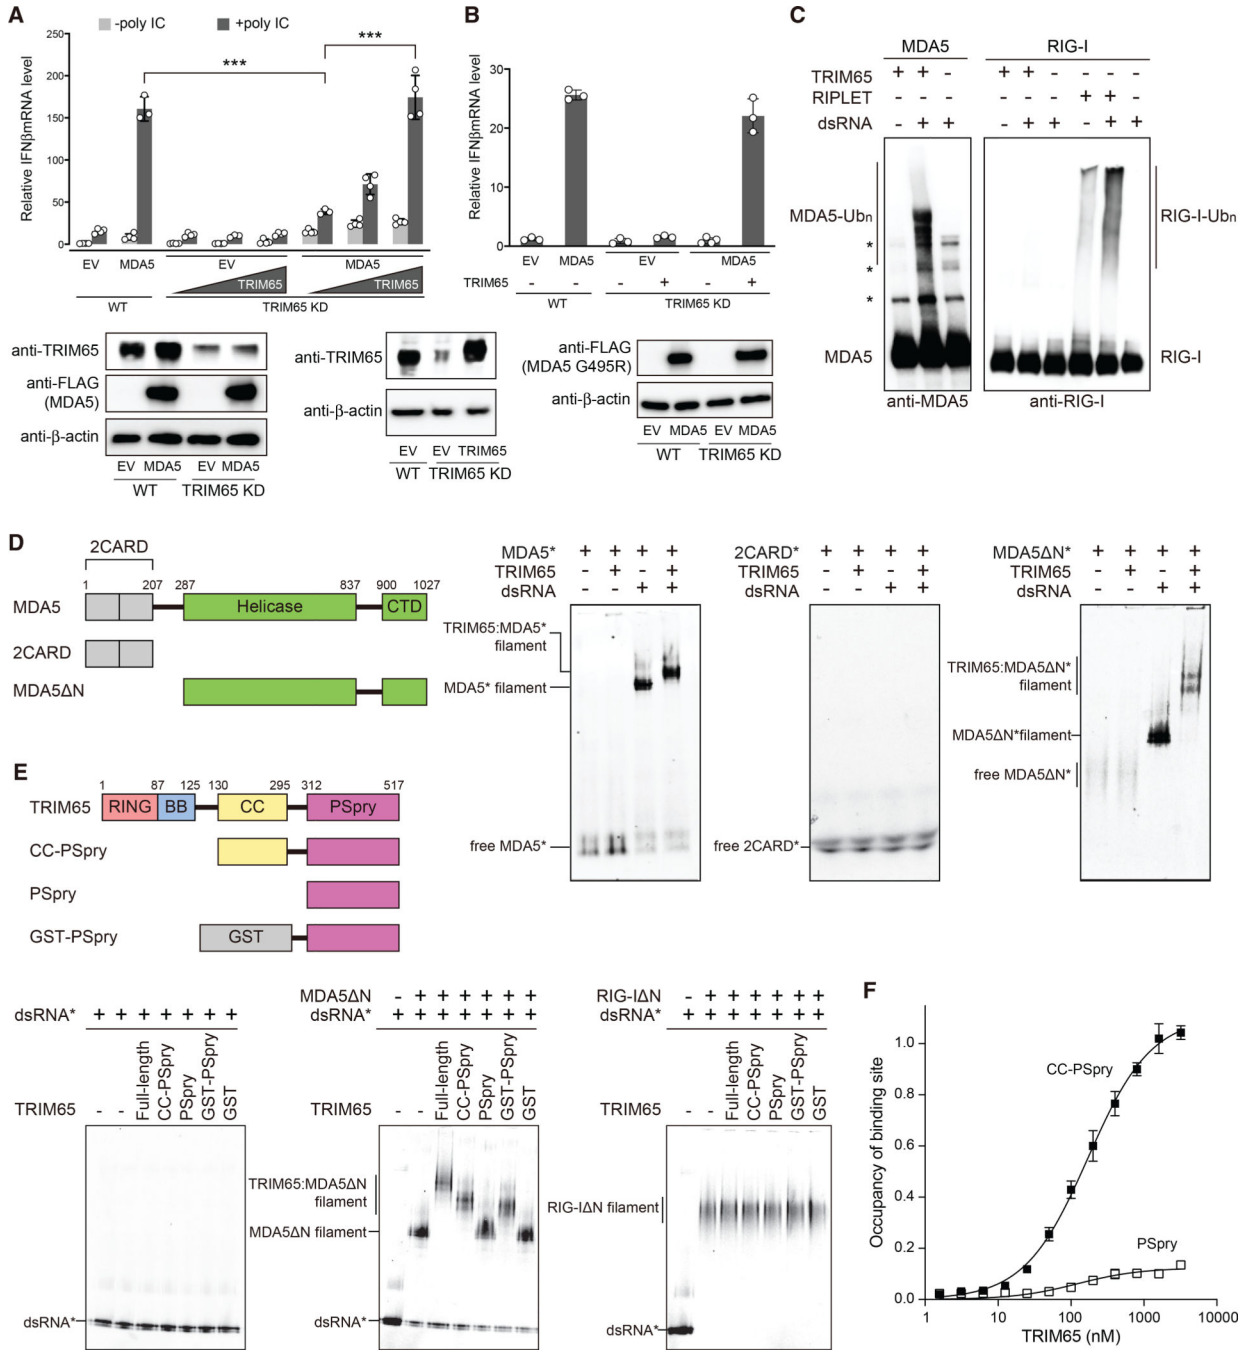 A
-poly IC +poly IC
Relative IFNβmRNA level
250
200
150
100
50
0
***
***
EV MDA5 EV MDA5
TRIM65 TRIM65
WT TRIM65 KD
anti-TRIM65
anti-FLAG
(MDA5)
anti-β-actin
EV MDA5 EV MDA5
WT TRIM65 KD
anti-TRIM65
anti-β-actin
EV EV TRIM65
WT TRIM65 KD
B
Relative IFNβmRNA level
30
20
10
0
EV MDA5 EV MDA5
TRIM65 - - - + - +
WT TRIM65 KD
anti-FLAG
(MDA5 G495R)
anti-β-actin
EV MDA5 EV MDA5
WT TRIM65 KD
C
MDA5 RIG-I
TRIM65 + + - + + - - - -
RIPLET - - - - - - + + -
dsRNA - + + - + + - + +
MDA5-Ubn
*
*
*
MDA5
RIG-I-Ubn
RIG-I
anti-MDA5 anti-RIG-I
D
2CARD
1 207 287 837 900 1027
MDA5 Helicase CTD
2CARD
MDA5ΔN
MDA5* + + + +
TRIM65 - + - +
dsRNA - - + +
TRIM65:MDA5*
filament
MDA5* filament
free MDA5*
2CARD* + + + +
TRIM65 - + - +
dsRNA - - + +
free 2CARD*
MDA5ΔN* + + + +
TRIM65 - + - +
dsRNA - - + +
TRIM65:MDA5ΔN*
filament
MDA5ΔN*filament
free MDA5ΔN*
E
1 87 125 130 295 312 517
TRIM65 RING BB CC PSpry
CC-PSpry
PSpry
GST-PSpry GST
dsRNA* + + + + + + +
TRIM65 - - Full-length CC-PSpry PSpry GST-PSpry GST
dsRNA*
MDA5ΔN - + + + + + +
dsRNA* + + + + + + +
TRIM65 - - Full-length CC-PSpry PSpry GST-PSpry GST
TRIM65:MDA5ΔN
filament
MDA5ΔN filament
dsRNA*
RIG-IΔN - + + + + + +
dsRNA* + + + + + + +
TRIM65 - - Full-length CC-PSpry PSpry GST-PSpry GST
RIG-IΔN filament
dsRNA*
F
Occupancy of binding site
1.0
0.8
0.6
0.4
0.2
0.0
CC-PSpry
PSpry
1 10 100 1000 10000
TRIM65 (nM)